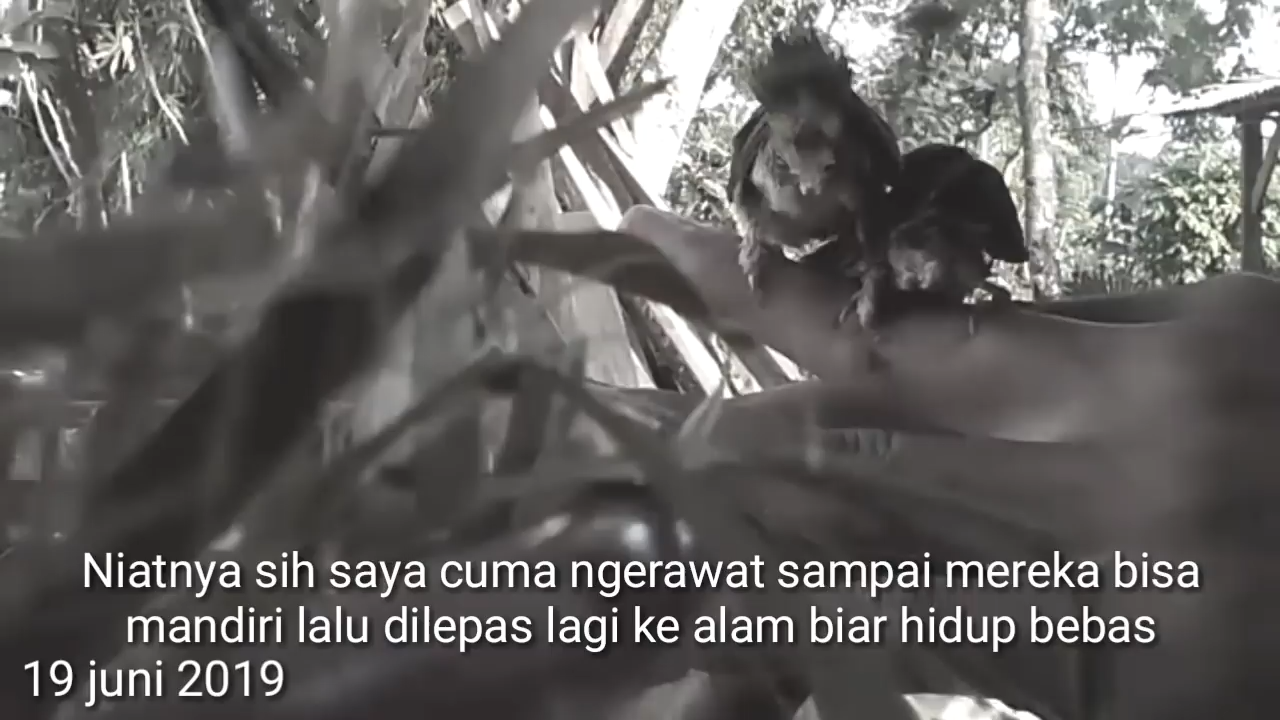 Niatnya sih saya cuma ngerawat sampai mereka bisa
mandiri lalu dilepas lagi ke alam biar hidup bebas
19 juni 2019